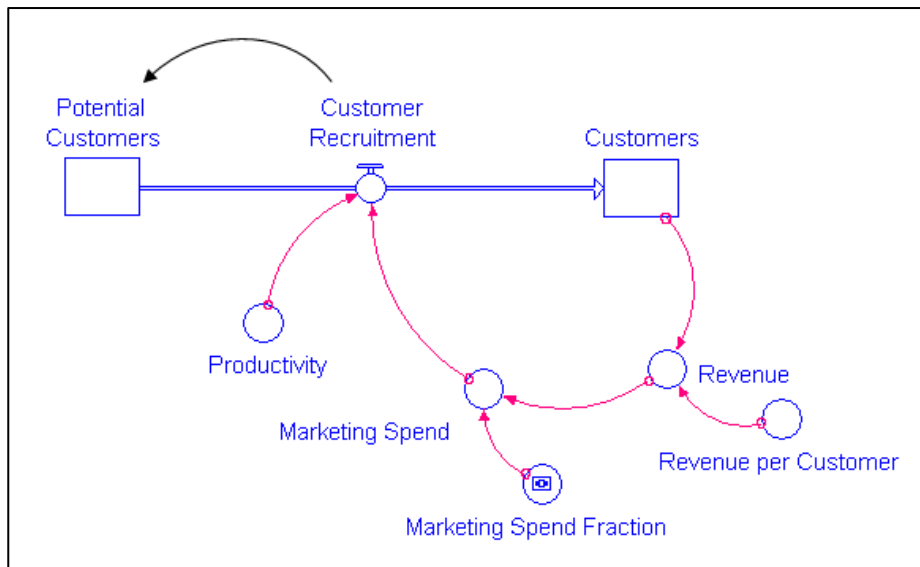 Potential
Customers
Customer
Recruitment
Customers
Productivity
Revenue
Marketing Spend
Revenue per Customer
Marketing Spend Fraction